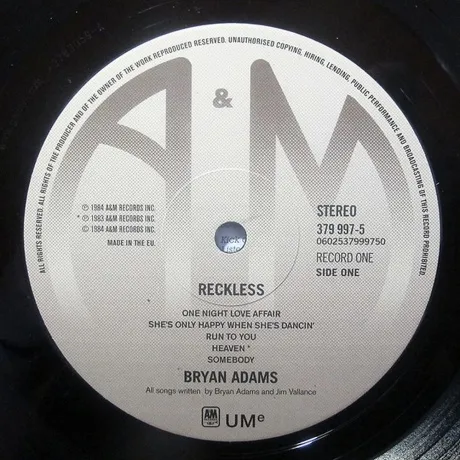 ALL RIGHTS RESERVED. ALL RIGHTS OF THE PRODUCER AND OF THE OWNER OF THE WORK REPRODUCED RESERVED. UNAUTHORISED COPYING, HIRING, LENDING, PUBLIC PERFORMANCE AND BROADCASTING OF THIS RECORD PROHIBITED.
A & M
℗ 1984 A&M RECORDS INC.
* ℗ 1983 A&M RECORDS INC.
© 1984 A&M RECORDS INC.
MADE IN THE EU.
STEREO
379 997-5
0602537999750
RECORD ONE
SIDE ONE
RECKLESS
ONE NIGHT LOVE AFFAIR
SHE'S ONLY HAPPY WHEN SHE'S DANCIN'
RUN TO YOU
HEAVEN *
SOMEBODY
BRYAN ADAMS
All songs written by Bryan Adams and Jim Vallance
A&M
UMe